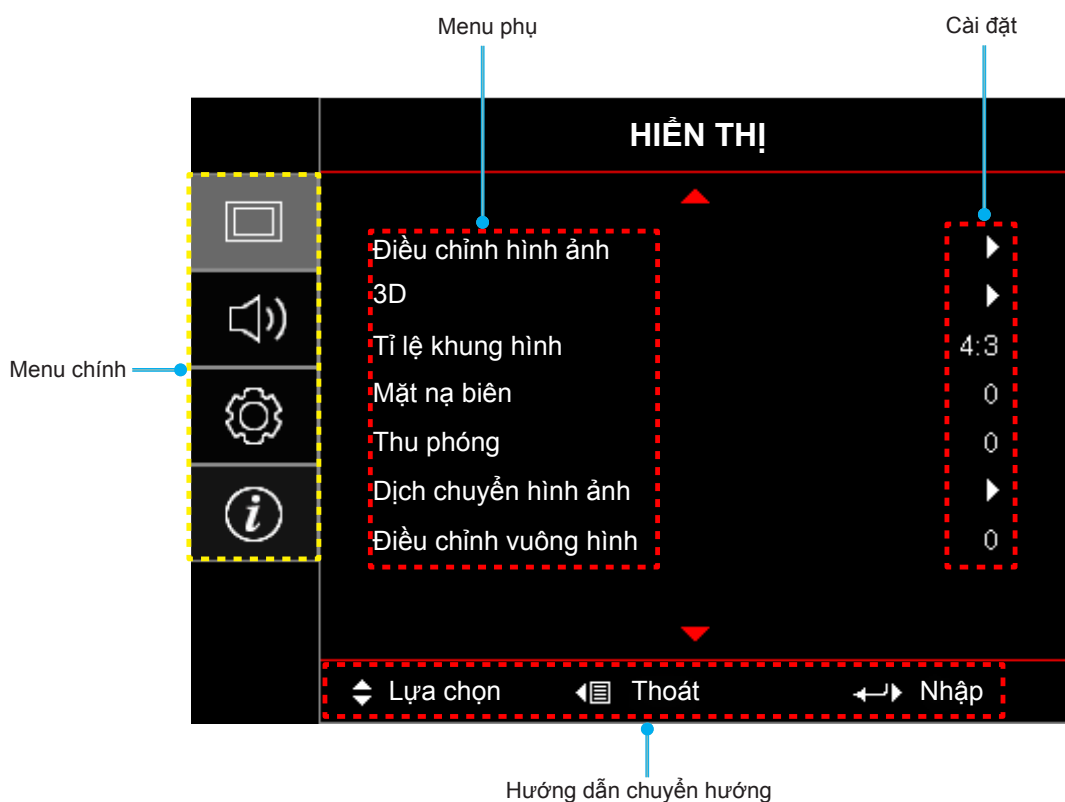 Menu phụ
Cài đặt
HIỂN THỊ
Điều chỉnh hình ảnh
3D
Tỉ lệ khung hình 4:3
Mặt nạ biên 0
Thu phóng 0
Dịch chuyển hình ảnh
Điều chỉnh vuông hình 0
Menu chính
i
Lựa chọn Thoát Nhập
Hướng dẫn chuyển hướng